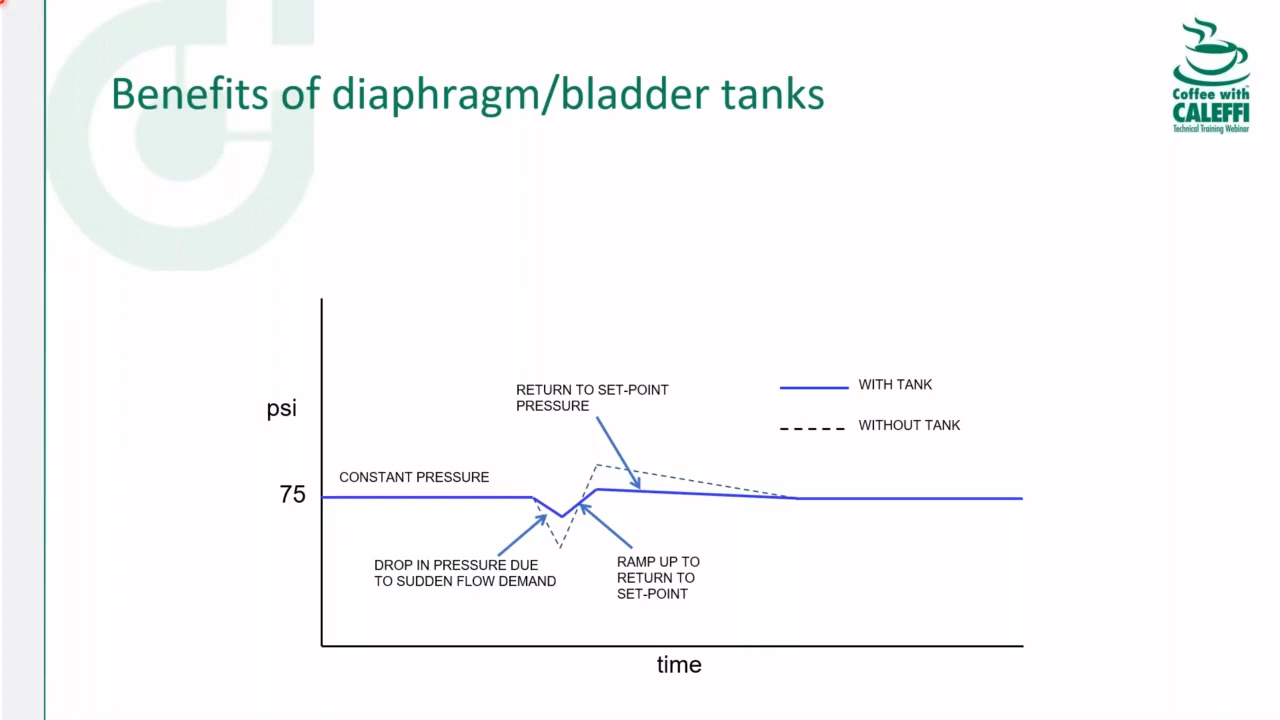 Benefits of diaphragm/bladder tanks
Coffee with
CALEFFI
Technical Training Webinar
RETURN TO SET-POINT
PRESSURE
WITH TANK
psi
WITHOUT TANK
CONSTANT PRESSURE
75
DROP IN PRESSURE DUE
TO SUDDEN FLOW DEMAND
RAMP UP TO
RETURN TO
SET-POINT
time